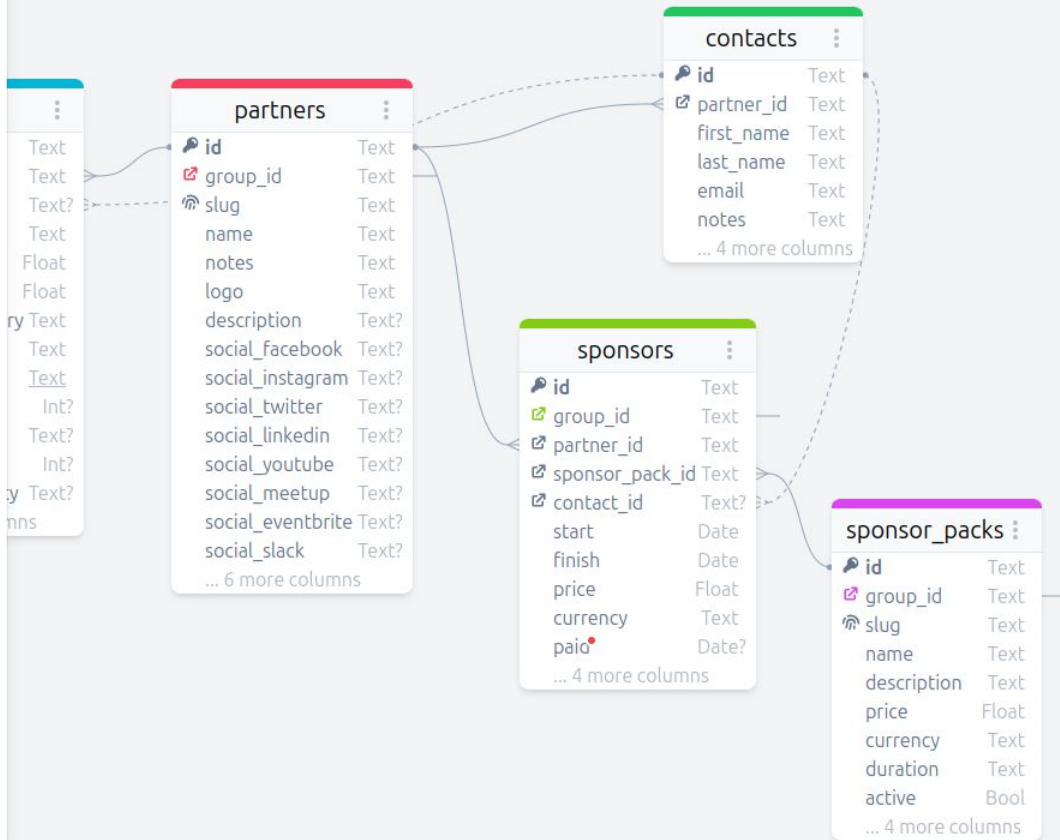 Text
Text
Text?
Text
Float
Float
ry Text
Text
Text
Int?
Text?
Int?
y Text?
mns
partners
id Text
group_id Text
slug Text
name Text
notes Text
logo Text
description Text?
social_facebook Text?
social_instagram Text?
social_twitter Text?
social_linkedin Text?
social_youtube Text?
social_meetup Text?
social_eventbrite Text?
social_slack Text?
... 6 more columns
contacts
id Text
partner_id Text
first_name Text
last_name Text
email Text
notes Text
... 4 more columns
sponsors
id Text
group_id Text
partner_id Text
sponsor_pack_id Text
contact_id Text?
start Date
finish Date
price Float
currency Text
paid Date?
... 4 more columns
sponsor_packs
id Text
group_id Text
slug Text
name Text
description Text
price Float
currency Text
duration Text
active Bool
... 4 more columns